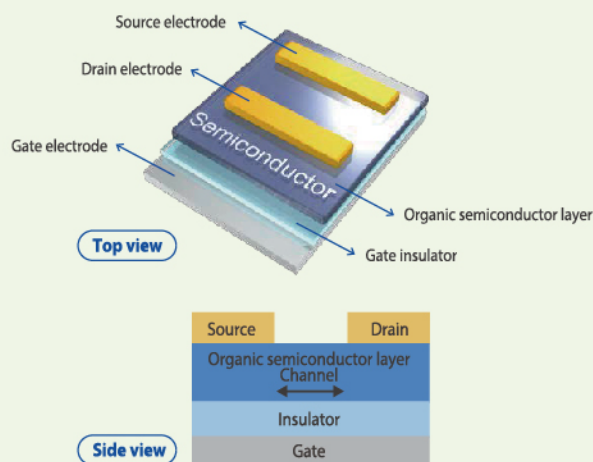 Source electrode
Drain electrode
Gate electrode
Semiconductor
Organic semiconductor layer
Gate insulator
Top view
Source
Drain
Organic semiconductor layer
Channel
Insulator
Side view
Gate